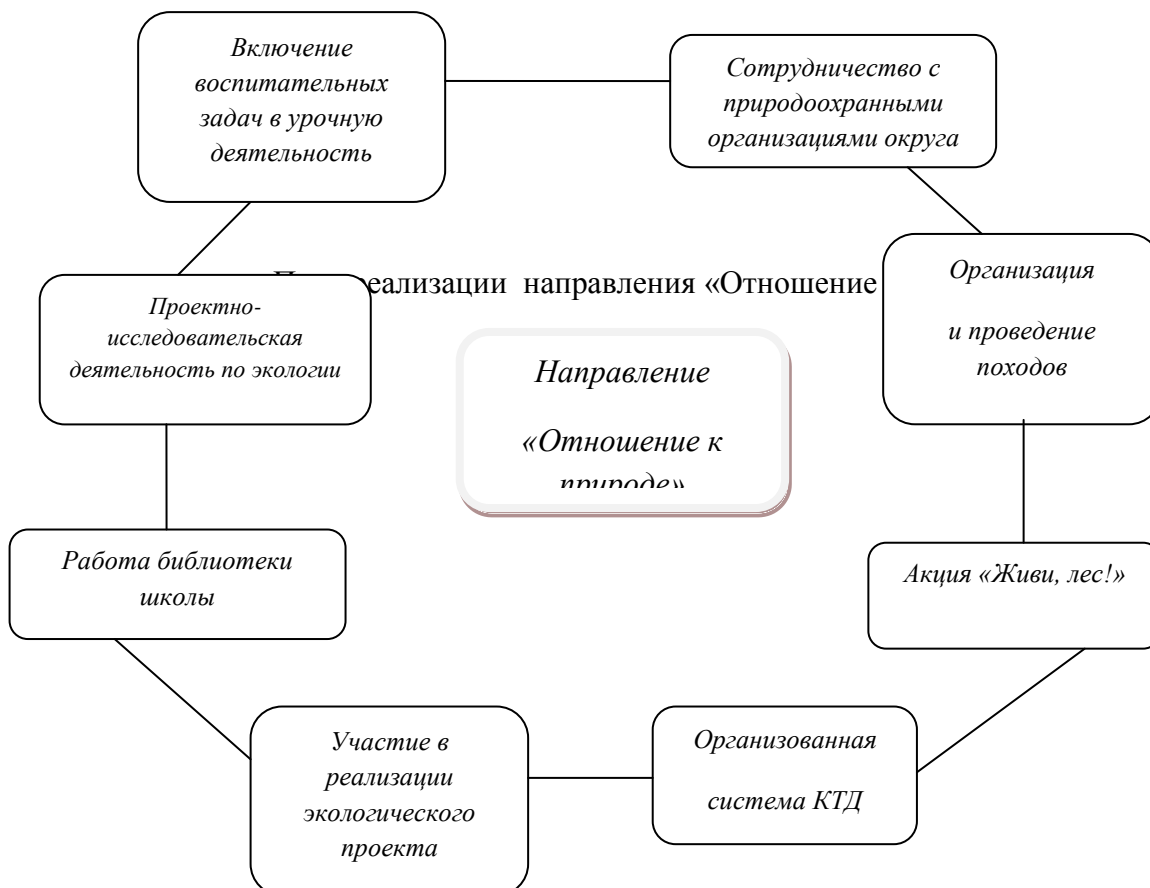 Включение
воспитательных
задач в урочную
деятельность
Сотрудничество с
природоохранными
организациями округа
реализации направления «Отношение
Организация
и проведение
походов
Проектно-
исследовательская
деятельность по экологии
Направление
«Отношение к
природе»
Работа библиотеки
школы
Акция «Живи, лес!»
Участие в
реализации
экологического
проекта
Организованная
система КТД